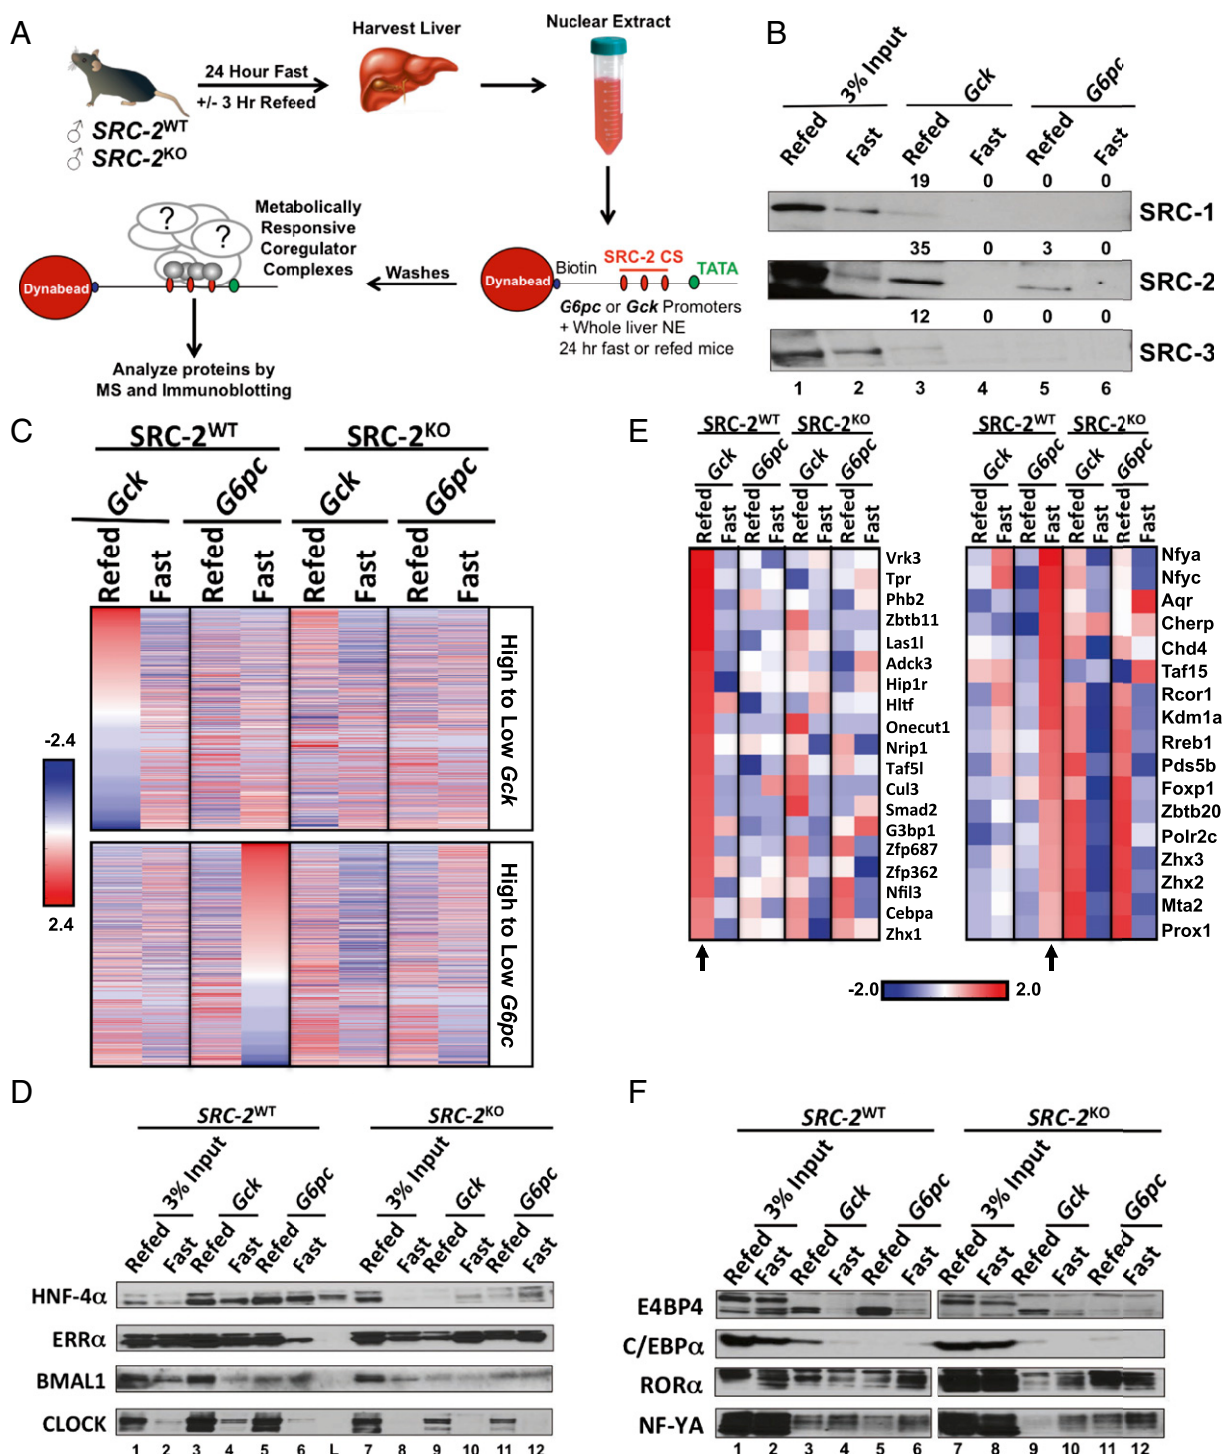 A
24 Hour Fast
+/- 3 Hr Refeed
♂ SRC-2WT
♂ SRC-2KO
Harvest Liver
Nuclear Extract
Dynabead
Biotin
SRC-2 CS
TATA
G6pc or Gck Promoters
+ Whole liver NE
24 hr fast or refed mice
Washes
Metabolically
Responsive
Coregulator
Complexes
? ?
Dynabead
Analyze proteins by
MS and Immunoblotting
B
3% Input Gck G6pc
Refed Fast Refed Fast Refed Fast
19 0 0 0
SRC-1
35 0 3 0
SRC-2
12 0 0 0
SRC-3
1 2 3 4 5 6
C
SRC-2WT SRC-2KO
Gck G6pc Gck G6pc
Refed Fast Refed Fast Refed Fast Refed Fast
High to Low Gck
High to Low G6pc
-2.4
2.4
E
SRC-2WT SRC-2KO
Gck G6pc Gck G6pc
Refed Fast Refed Fast Refed Fast Refed Fast
Vrk3
Tpr
Phb2
Zbtb11
Las1l
Adck3
Hip1r
Hltf
Onecut1
Nrip1
Taf5l
Cul3
Smad2
G3bp1
Zfp687
Zfp362
Nfil3
Cebpa
Zhx1
SRC-2WT SRC-2KO
Gck G6pc Gck G6pc
Refed Fast Refed Fast Refed Fast Refed Fast
Nfya
Nfyc
Aqr
Cherp
Chd4
Taf15
Rcor1
Kdm1a
Rreb1
Pds5b
Foxp1
Zbtb20
Polr2c
Zhx3
Zhx2
Mta2
Prox1
-2.0 2.0
D
SRC-2WT SRC-2KO
3% Input Gck G6pc 3% Input Gck G6pc
Refed Fast Refed Fast Refed Fast Refed Fast Refed Fast Refed Fast
HNF-4α
ERRα
BMAL1
CLOCK
1 2 3 4 5 6 L 7 8 9 10 11 12
F
SRC-2WT SRC-2KO
3% Input Gck G6pc 3% Input Gck G6pc
Refed Fast Refed Fast Refed Fast Refed Fast Refed Fast Refed Fast
E4BP4
C/EBPα
RORα
NF-YA
1 2 3 4 5 6 7 8 9 10 11 12